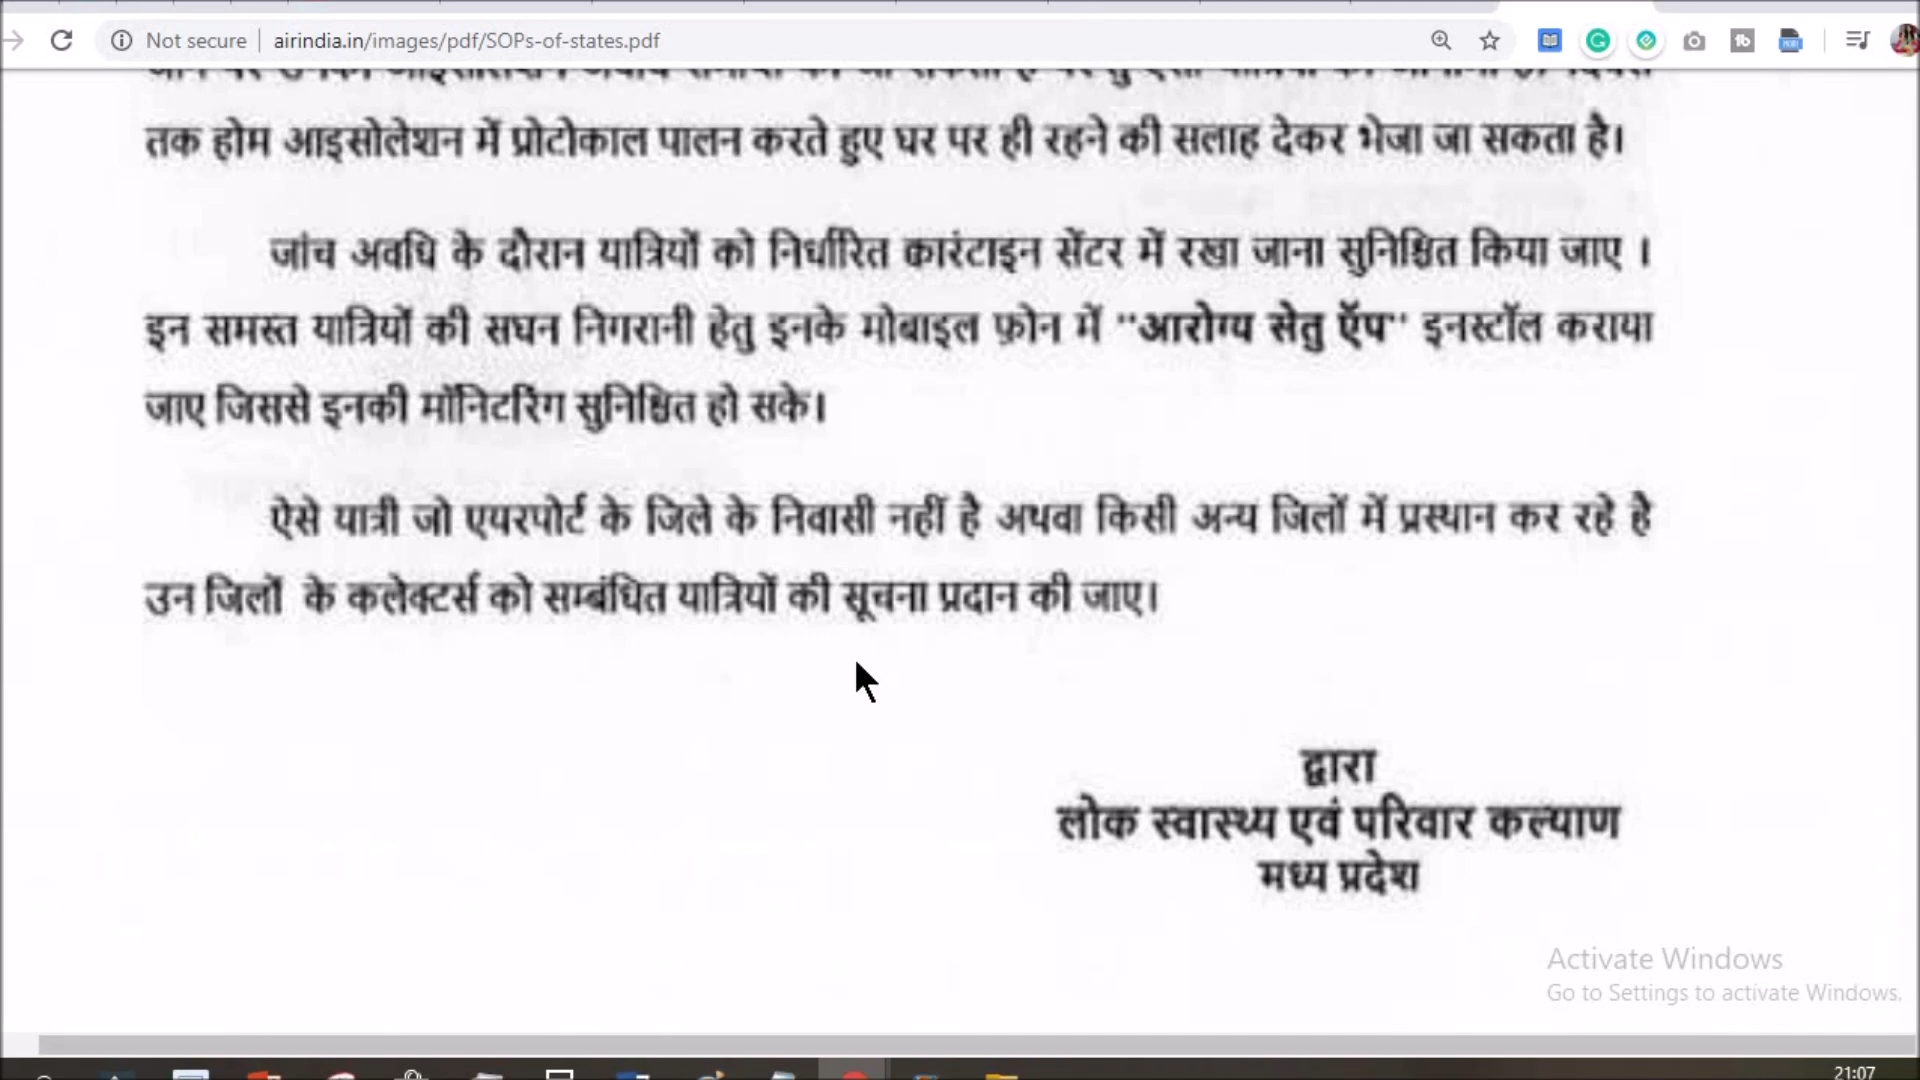 Not secure
airindia.in/images/pdf/SOPs-of-states.pdf
तक होम आइसोलेशन में प्रोटोकाल पालन करते हुए घर पर ही रहने की सलाह देकर भेजा जा सकता है।
जांच अवधि के दौरान यात्रियों को निर्धारित क्वारंटाइन सेंटर में रखा जाना सुनिश्चित किया जाए ।
इन समस्त यात्रियों की सघन निगरानी हेतु इनके मोबाइल फ़ोन में "आरोग्य सेतु ऍप" इनस्टॉल कराया
जाए जिससे इनकी मॉनिटरिंग सुनिश्चित हो सके।
ऐसे यात्री जो एयरपोर्ट के जिले के निवासी नहीं है अथवा किसी अन्य जिलों में प्रस्थान कर रहे है
उन जिलों के कलेक्टर्स को सम्बंधित यात्रियों की सूचना प्रदान की जाए।
द्वारा
लोक स्वास्थ्य एवं परिवार कल्याण
मध्य प्रदेश
Activate Windows
Go to Settings to activate Windows.
21:07